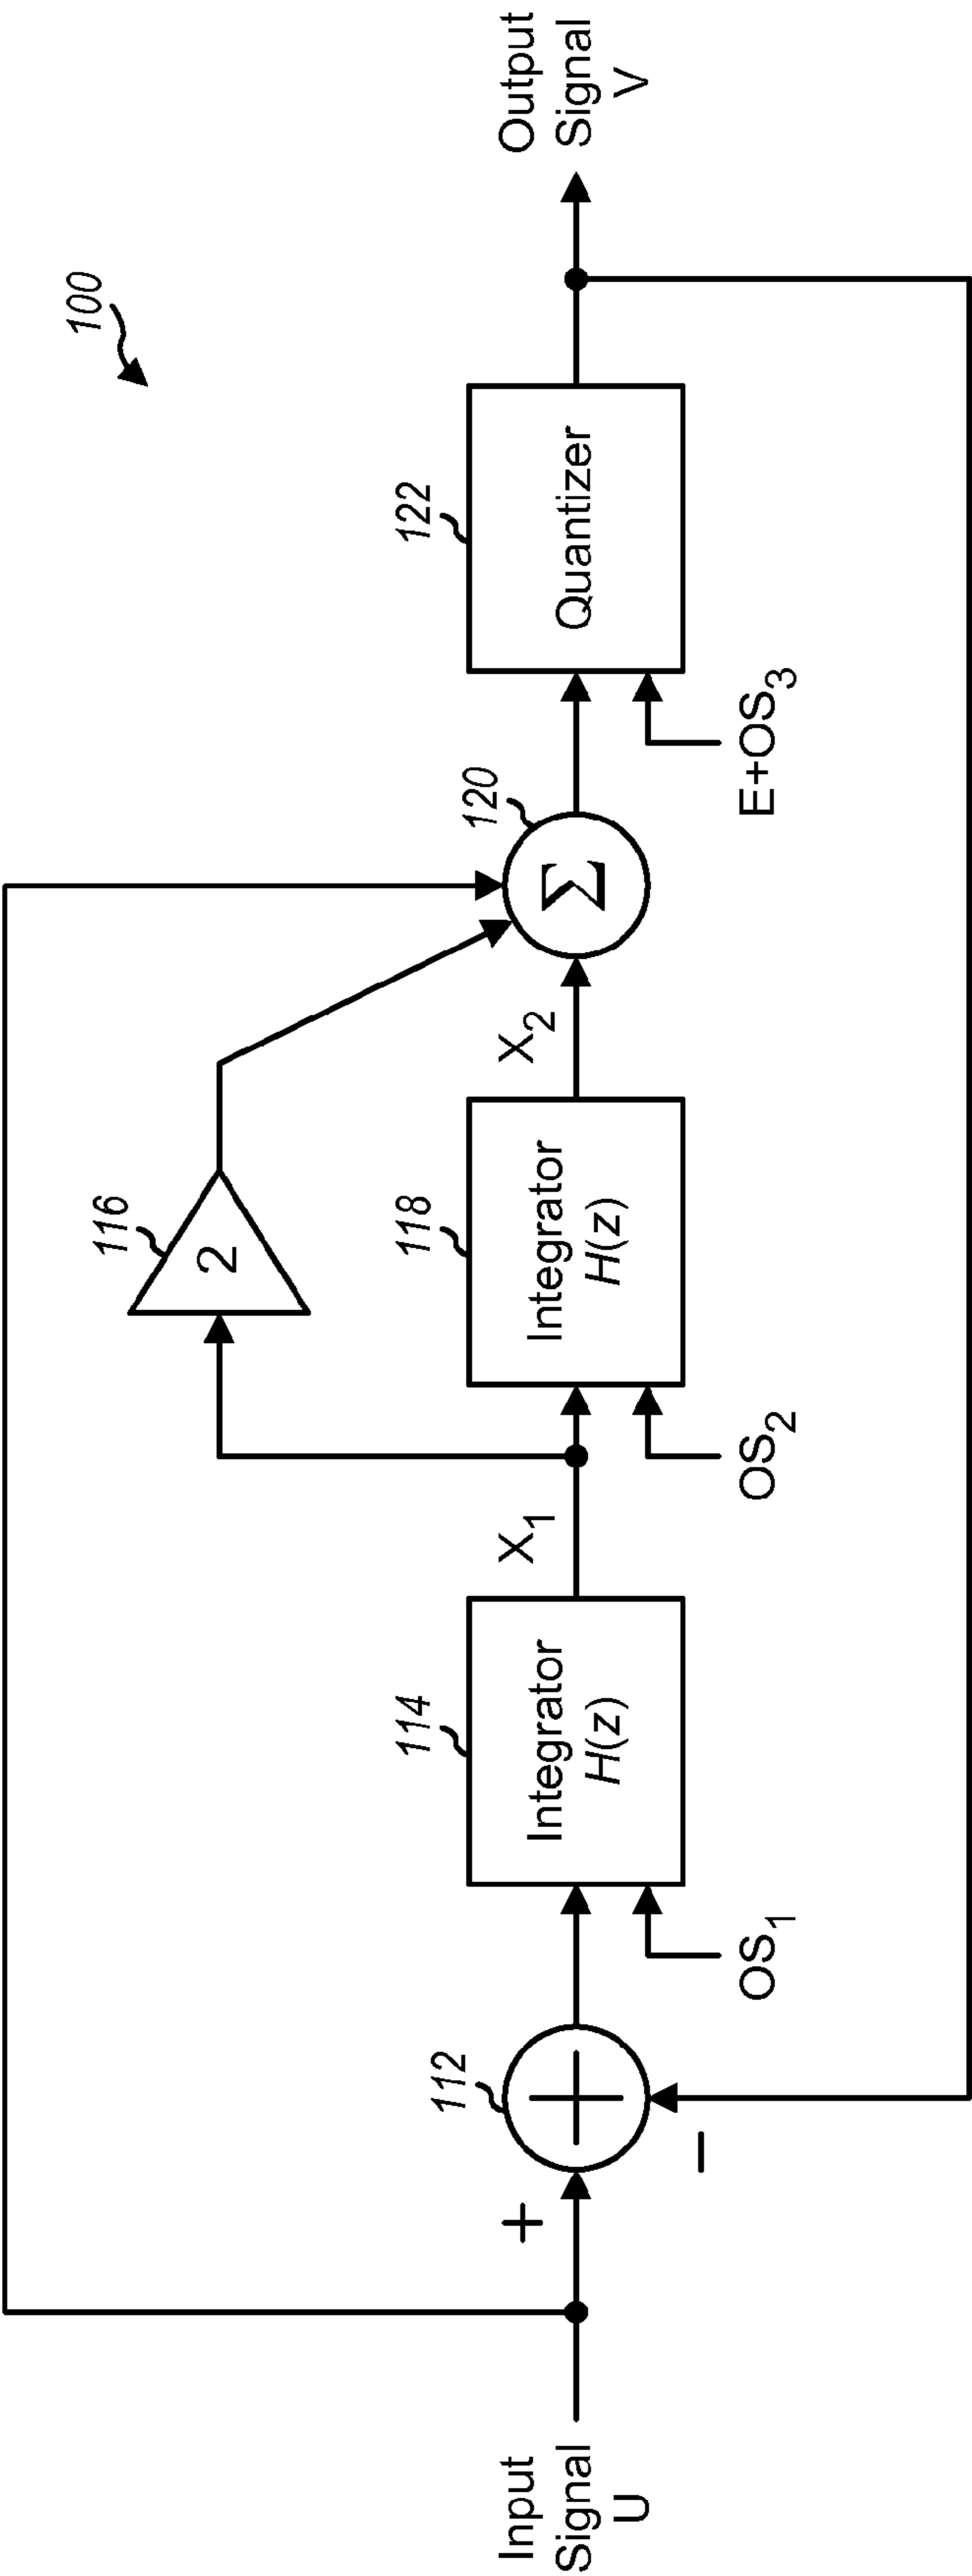 100
Input
Signal
U
+
−
112
OS1
114
Integrator
H(z)
X1
116
2
OS2
118
Integrator
H(z)
X2
120
Σ
E+OS3
122
Quantizer
Output
Signal
V